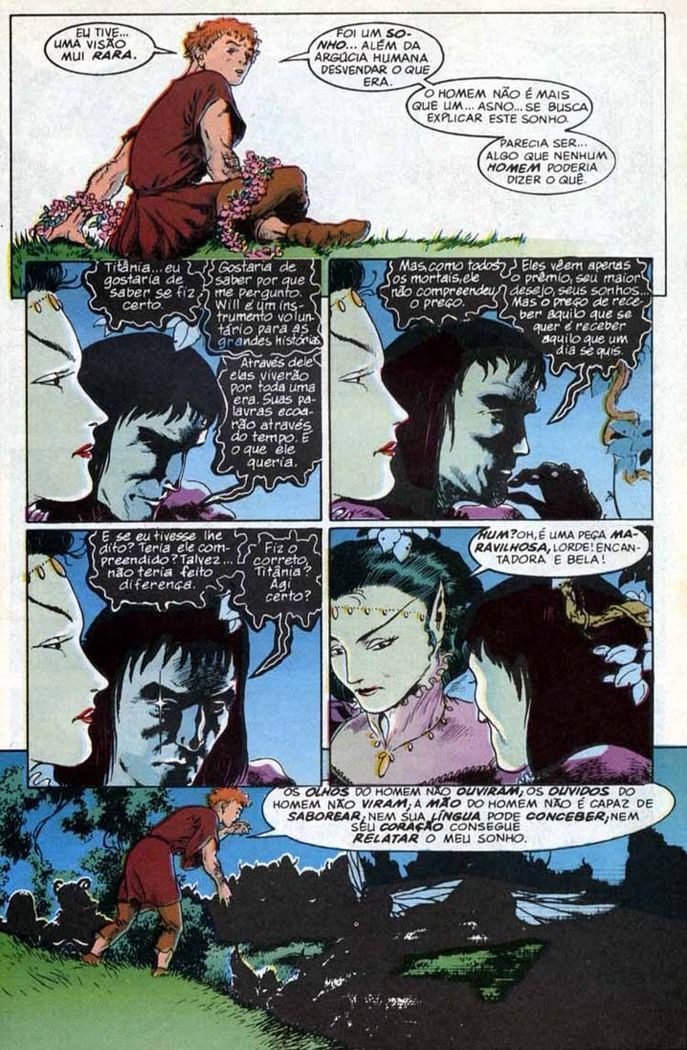 EU TIVE...
UMA VISÃO
MUI RARA.
FOI UM SO-
NHO... ALÉM DA
ARGÚCIA HUMANA
DESVENDAR O QUE
ERA.
O HOMEM NÃO É MAIS
QUE UM... ASNO... SE BUSCA
EXPLICAR ESTE SONHO.
PARECIA SER...
ALGO QUE NENHUM
HOMEM PODERIA
DIZER O QUÊ.
Titânia... eu
gostaria de
saber se fiz
certo.
Gostaria de
saber por que
me pergunto.
Will é um ins-
trumento volun-
tário para as
grandes histórias.
Através dele
elas viverão
por toda uma
era. Suas pa-
lavras ecoa-
rão através
do tempo. É
o que ele
queria.
Mas, como todos
os mortais, ele
não compreendeu
o preço.
Eles vêem apenas
o prêmio, seu maior
desejo, seus sonhos...
Mas o preço de rece-
ber aquilo que se
quer é receber
aquilo que um
dia se quis.
E se eu tivesse lhe
dito? Teria ele com-
preendido? Talvez...
não teria feito
diferença.
Fiz o
correto,
Titânia?
Agi
certo?
HUM? OH, É UMA PEÇA MA-
RAVILHOSA, LORDE! ENCAN-
TADORA E BELA!
OS OLHOS DO HOMEM NÃO OUVIRAM; OS OUVIDOS DO
HOMEM NÃO VIRAM; A MÃO DO HOMEM NÃO É CAPAZ DE
SABOREAR; NEM SUA LÍNGUA PODE CONCEBER; NEM
SEU CORAÇÃO CONSEGUE
RELATAR O MEU SONHO.